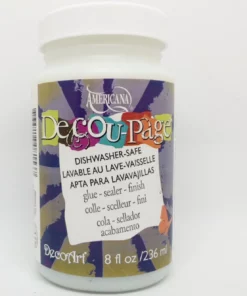 AMERICANA
DECOU-PAGE
DISHWASHER-SAFE
LAVABLE AU LAVE-VAISSELLE
APTA PARA LAVAVAJILLAS
glue - sealer - finish
colle - scelleur - fini
cola - sellador
acabamento
DecoArt
8 fl oz/236 ml